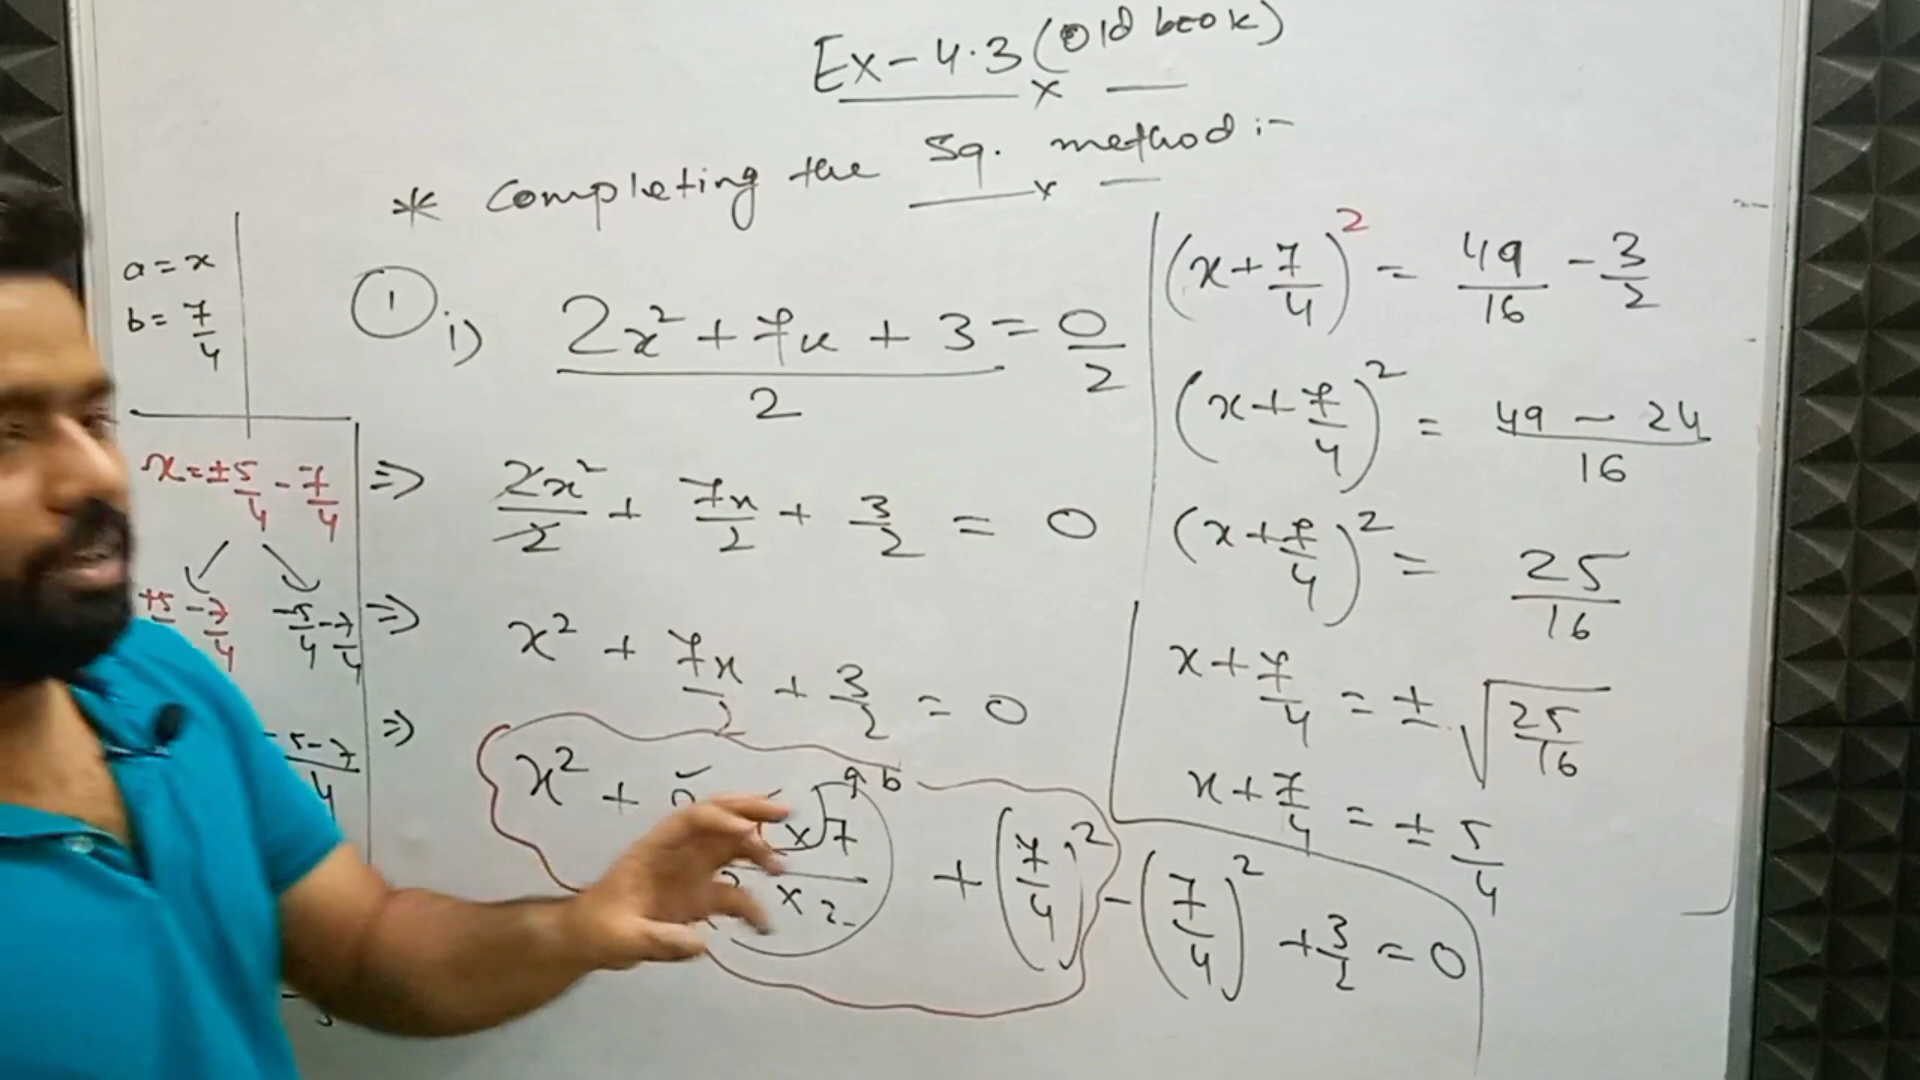 Ex-4.3 (Old book)
* Completing the sq. method :-
a = x
b = 7/4
① i) (2x² + 7x + 3)/2 = 0/2
⇒ 2x²/2 + 7x/2 + 3/2 = 0
⇒ x² + 7x/2 + 3/2 = 0
⇒ x² +
x 7
x 2
a b
+ (7/4)² - (7/4)² + 3/2 = 0
(x + 7/4)² = 49/16 - 3/2
(x + 7/4)² = (49 - 24)/16
(x + 7/4)² = 25/16
x + 7/4 = ± √(25/16)
x + 7/4 = ± 5/4
x = ± 5/4 - 7/4
-5/4 - 7/4
-5-7/4